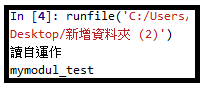 In [4]: runfile('C:/Users,
Desktop/新增資料夾 (2)')
讀自運作
mymodul_test